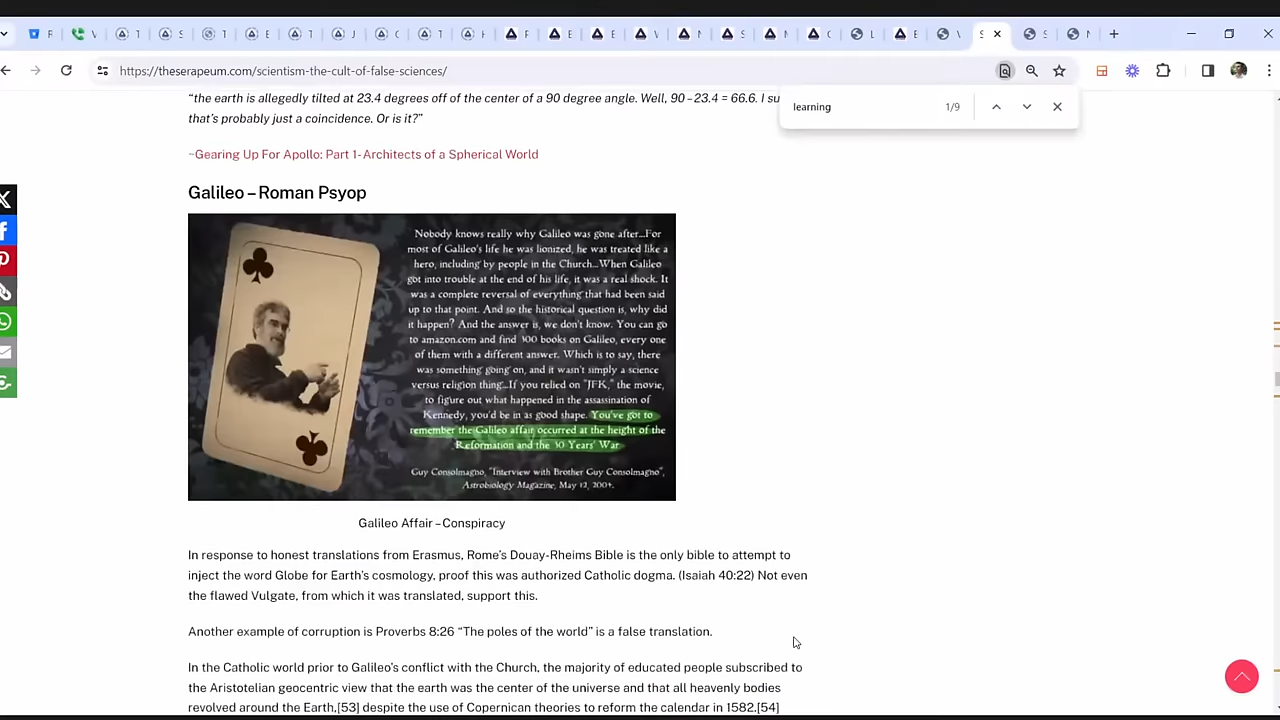 https://theserapeum.com/scientism-the-cult-of-false-sciences/
learning
1/9
“the earth is allegedly tilted at 23.4 degrees off of the center of a 90 degree angle. Well, 90 – 23.4 = 66.6. I su
that’s probably just a coincidence. Or is it?”
~Gearing Up For Apollo: Part 1- Architects of a Spherical World
Galileo – Roman Psyop
Nobody knows really why Galileo was gone after...For
most of Galileo's life he was lionized, he was treated like a
hero, including by people in the Church...When Galileo
got into trouble at the end of his life, it was a real shock. It
was a complete reversal of everything that had been said
up to that point. And so the historical question is, why did
it happen? And the answer is, we don't know. You can go
to amazon.com and find 300 books on Galileo, every one
of them with a different answer. Which is to say, there
was something going on, and it wasn't simply a science
versus religion thing...If you relied on "JFK," the movie,
to figure out what happened in the assassination of
Kennedy, you'd be in as good shape. You've got to
remember the Galileo affair occurred at the height of the
Reformation and the 30 Years' War.
Guy Consolmagno, "Interview with Brother Guy Consolmagno",
Astrobiology Magazine, May 12, 2004.
Galileo Affair – Conspiracy
In response to honest translations from Erasmus, Rome’s Douay-Rheims Bible is the only bible to attempt to
inject the word Globe for Earth’s cosmology, proof this was authorized Catholic dogma. (Isaiah 40:22) Not even
the flawed Vulgate, from which it was translated, support this.
Another example of corruption is Proverbs 8:26 “The poles of the world” is a false translation.
In the Catholic world prior to Galileo’s conflict with the Church, the majority of educated people subscribed to
the Aristotelian geocentric view that the earth was the center of the universe and that all heavenly bodies
revolved around the Earth,[53] despite the use of Copernican theories to reform the calendar in 1582.[54]